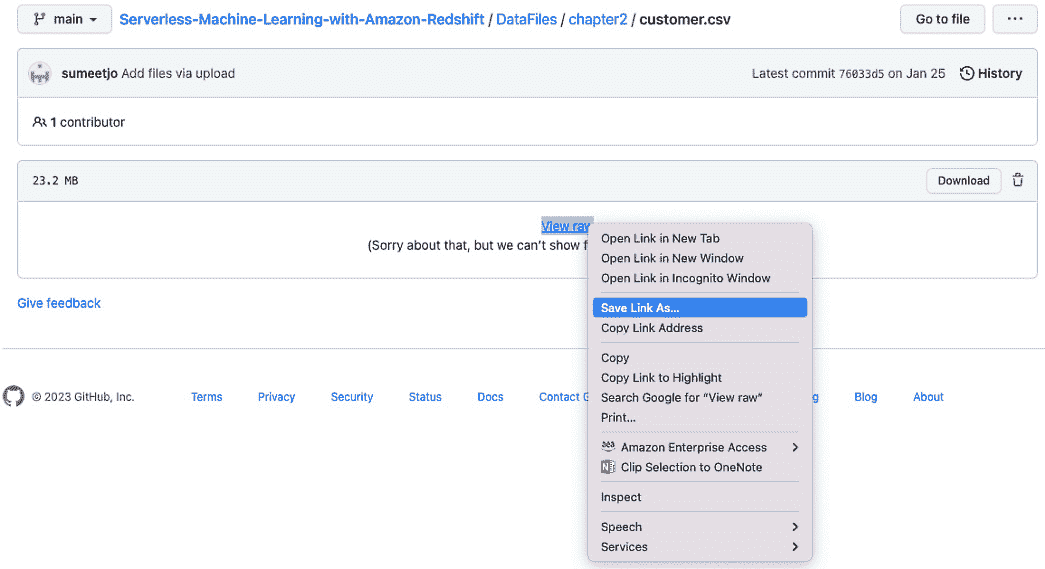 main
Serverless-Machine-Learning-with-Amazon-Redshift / DataFiles / chapter2 / customer.csv
Go to file
...
sumeetjo Add files via upload
Latest commit 76033d5 on Jan 25
History
1 contributor
23.2 MB
Download
View raw
(Sorry about that, but we can't show
Give feedback
Open Link in New Tab
Open Link in New Window
Open Link in Incognito Window
Save Link As...
Copy Link Address
Copy
Copy Link to Highlight
Search Google for "View raw"
Print...
Amazon Enterprise Access
Clip Selection to OneNote
Inspect
Speech
Services
© 2023 GitHub, Inc.
Terms
Privacy
Security
Status
Docs
Contact
Blog
About